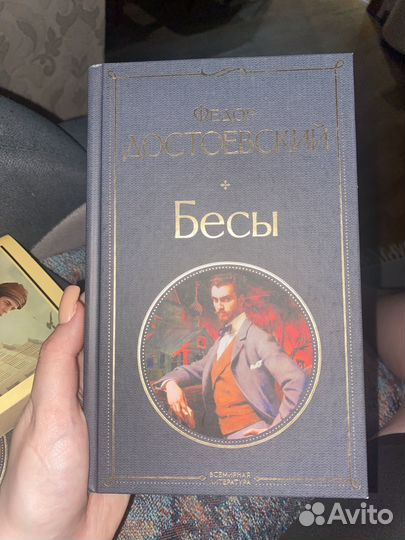 Федор
Достоевский
Бесы
Всемирная
литература
Avito